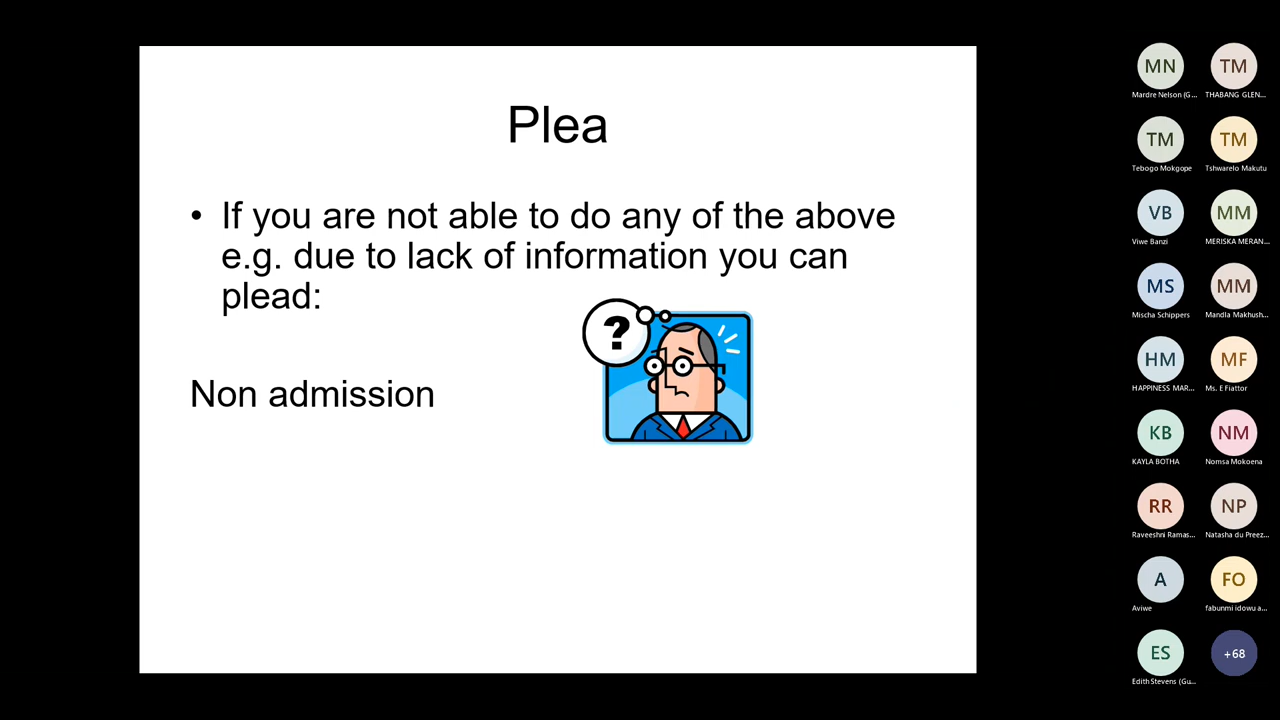 Plea
• If you are not able to do any of the above
e.g. due to lack of information you can
plead:
?
Non admission
MN
TM
Mardre Nelson (G...
THABANG GLEN...
TM
TM
Tebogo Mokgope
Tshwarelo Makutu
VB
MM
Viwe Banzi
MERISKA MERAN...
MS
MM
Mischa Schippers
Mandla Makhush...
HM
MF
HAPPINESS MAR...
Ms. E Fiattor
KB
NM
KAYLA BOTHA
Nomsa Mokoena
RR
NP
Raveeshni Ramas...
Natasha du Preez...
A
FO
Aviwe
fabunmi idowu a...
ES
+68
Edith Stevens (Gu...